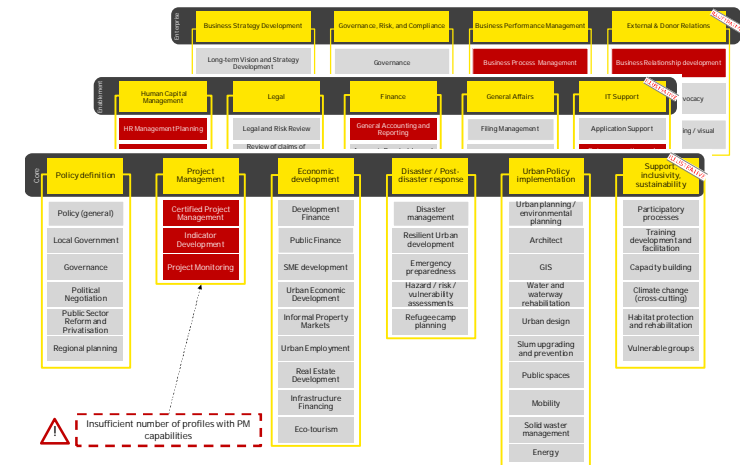 Enterprise
Business Strategy Development
Governance, Risk, and Compliance
Business Performance Management
External & Donor Relations
Long-term Vision and Strategy
Development
Governance
Business Process Management
Business Relationship development
vocacy
ing / visual
Enablement
Human Capital
Management
Legal
Finance
General Affairs
IT Support
HR Management Planning
Legal and Risk Review
General Accounting and
Reporting
Filing Management
Application Support
Review of claims of
Core
Policy definition
Project
Management
Economic
development
Disaster / Post-
disaster response
Urban Policy
implementation
Support
inclusivity,
sustainability
Policy (general)
Local Government
Governance
Political
Negotiation
Public Sector
Reform and
Privatisation
Regional planning
Certified Project
Management
Indicator
Development
Project Monitoring
Development
Finance
Public Finance
SME development
Urban Economic
Development
Informal Property
Markets
Urban Employment
Real Estate
Development
Infrastructure
Financing
Eco-tourism
Disaster
management
Resilient Urban
development
Emergency
preparedness
Hazard / risk /
vulnerability
assessments
Refugee camp
planning
Urban planning /
environmental
planning
Architect
GIS
Water and
waterway
rehabilitation
Urban design
Slum upgrading
and prevention
Public spaces
Mobility
Solid waster
management
Energy
Participatory
processes
Training
development and
facilitation
Capacity building
Climate change
(cross-cutting)
Habitat protection
and rehabilitation
Vulnerable groups
!
Insufficient number of profiles with PM
capabilities